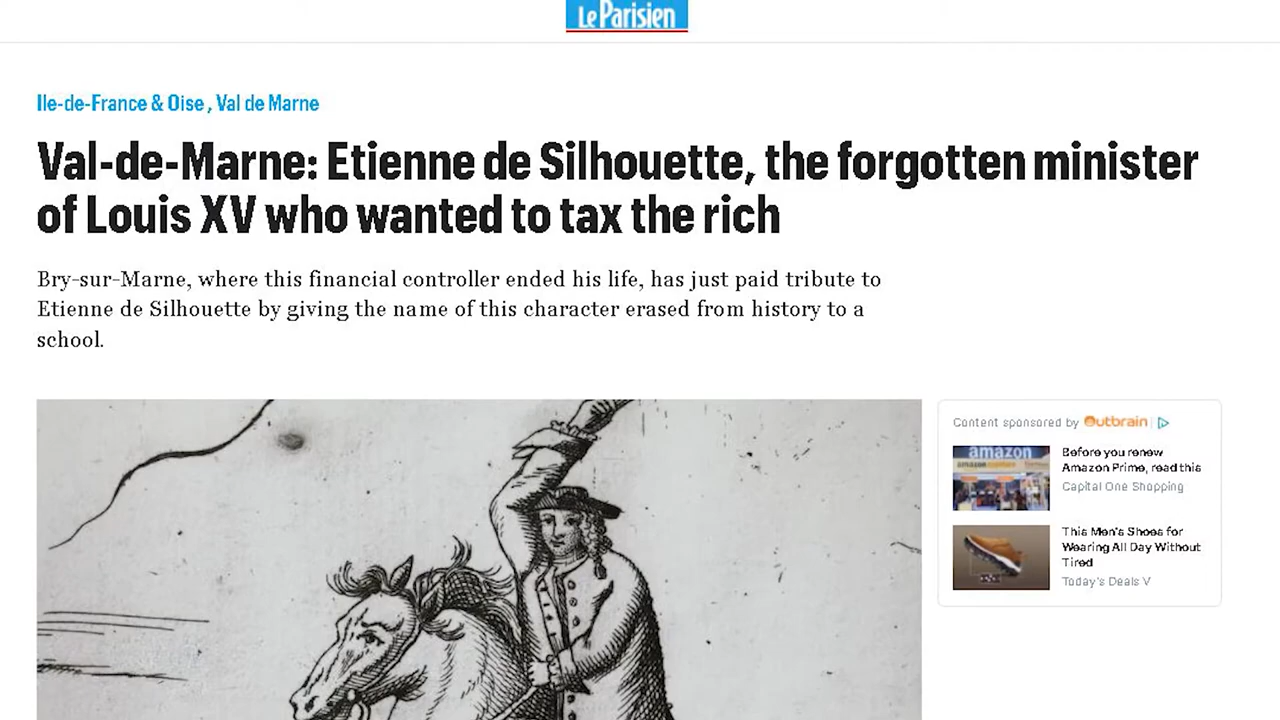 Le Parisien
Ile-de-France & Oise , Val de Marne
Val-de-Marne: Etienne de Silhouette, the forgotten minister
of Louis XV who wanted to tax the rich
Bry-sur-Marne, where this financial controller ended his life, has just paid tribute to
Etienne de Silhouette by giving the name of this character erased from history to a
school.
Content sponsored by Outbrain
amazon
Before you renew
Amazon Prime, read this
Capital One Shopping
This Men's Shoes for
Wearing All Day Without
Tired
Today's Deals V